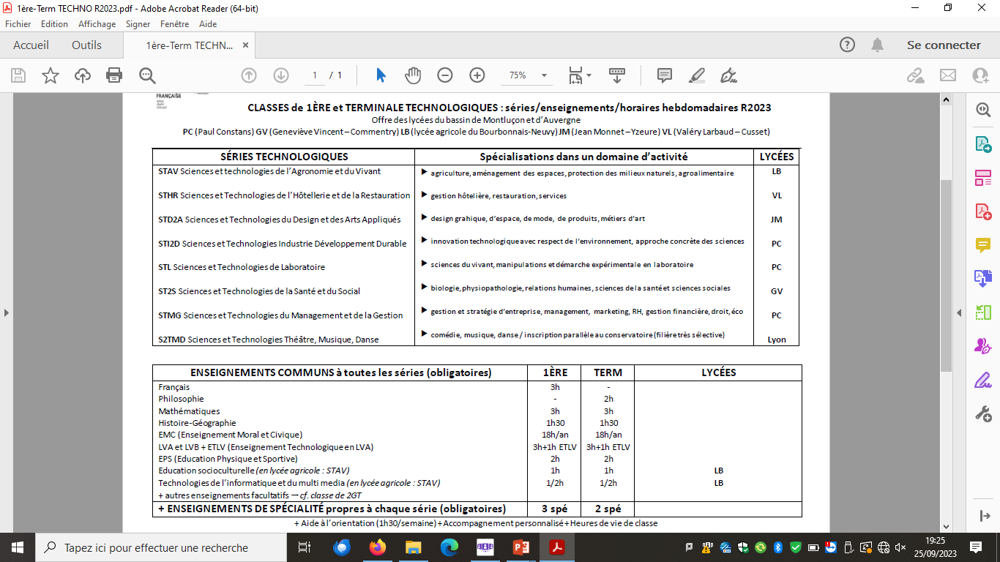 1ère-Term TECHNO R2023.pdf - Adobe Acrobat Reader (64-bit)
Fichier Edition Affichage Signer Fenêtre Aide
Accueil Outils 1ère-Term TECHN... × Se connecter
1 / 1 75%
FRANÇAISE
CLASSES de 1ÈRE et TERMINALE TECHNOLOGIQUES : séries/enseignements/horaires hebdomadaires R2023
Offre des lycées du bassin de Montluçon et d'Auvergne
PC (Paul Constans) GV (Geneviève Vincent – Commentry) LB (lycée agricole du Bourbonnais-Neuvy) JM (Jean Monnet – Yzeure) VL (Valéry Larbaud – Cusset)
SÉRIES TECHNOLOGIQUES Spécialisations dans un domaine d'activité LYCÉES
STAV Sciences et technologies de l'Agronomie et du Vivant ► agriculture, aménagement des espaces, protection des milieux naturels, agroalimentaire LB
STHR Sciences et Technologies de l'Hôtellerie et de la Restauration ► gestion hôtelière, restauration, services VL
STD2A Sciences et Technologies du Design et des Arts Appliqués ► design grahique, d'espace, de mode, de produits, métiers d'art JM
STI2D Sciences et Technologies Industrie Développement Durable ► innovation technologique avec respect de l'environnement, approche concrète des sciences PC
STL Sciences et Technologies de Laboratoire ► sciences du vivant, manipulations et démarche expérimentale en laboratoire PC
ST2S Sciences et Technologies de la Santé et du Social ► biologie, physiopathologie, relations humaines, sciences de la santé et sciences sociales GV
STMG Sciences et Technologies du Management et de la Gestion ► gestion et stratégie d'entreprise, management, marketing, RH, gestion financière, droit, éco PC
S2TMD Sciences et Technologies Théâtre, Musique, Danse ► comédie, musique, danse / inscription parallèle au conservatoire (filière très sélective) Lyon
ENSEIGNEMENTS COMMUNS à toutes les séries (obligatoires) 1ÈRE TERM LYCÉES
Français 3h -
Philosophie - 2h
Mathématiques 3h 3h
Histoire-Géographie 1h30 1h30
EMC (Enseignement Moral et Civique) 18h/an 18h/an
LVA et LVB + ETLV (Enseignement Technologique en LVA) 3h+1h ETLV 3h+1h ETLV
EPS (Education Physique et Sportive) 2h 2h
Education socioculturelle (en lycée agricole : STAV) 1h 1h LB
Technologies de l'informatique et du multi media (en lycée agricole : STAV) 1/2h 1/2h LB
+ autres enseignements facultatifs → cf. classe de 2GT
+ ENSEIGNEMENTS DE SPÉCIALITÉ propres à chaque série (obligatoires) 3 spé 2 spé
+ Aide à l'orientation (1h30/semaine) + Accompagnement personnalisé + Heures de vie de classe
Tapez ici pour effectuer une recherche
19:25
25/09/2023